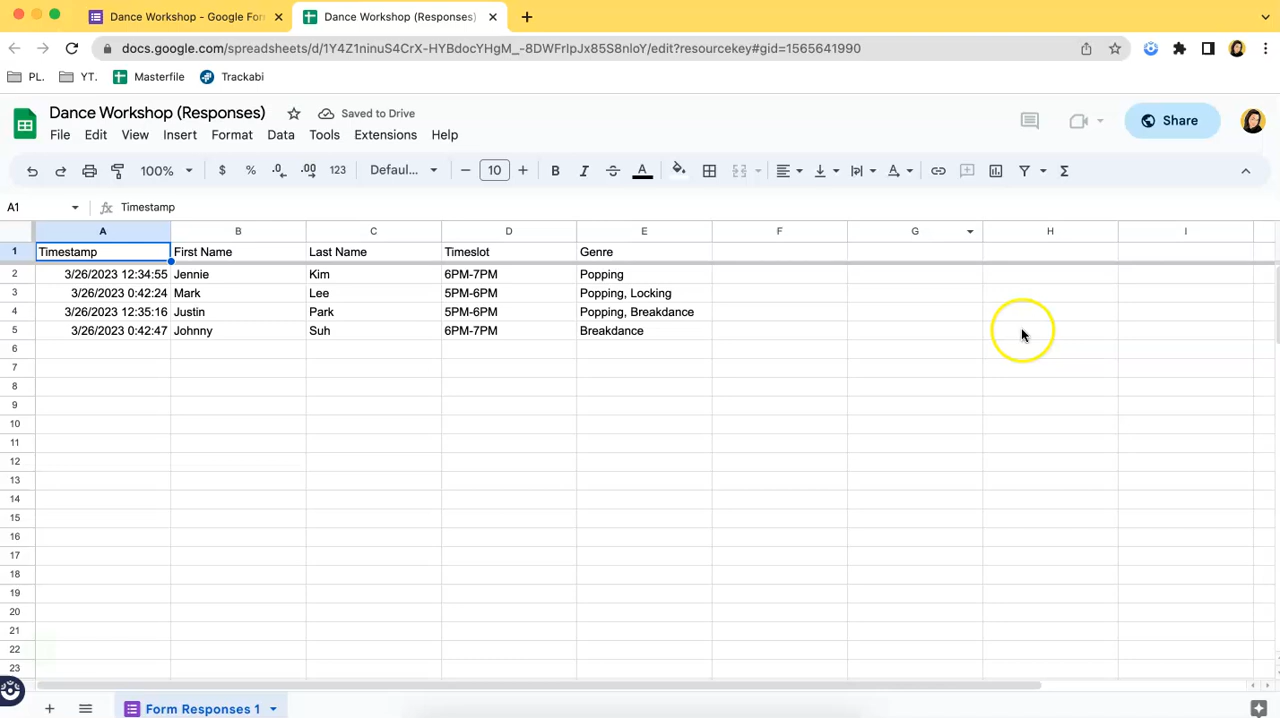 Dance Workshop - Google For
Dance Workshop (Responses)
docs.google.com/spreadsheets/d/1Y4Z1ninuS4CrX-HYBdocYHgM_-8DWFrIpJx85S8nIoY/edit?resourcekey#gid=1565641990
PL. YT. Masterfile Trackabi
Dance Workshop (Responses) Saved to Drive
Share
File Edit View Insert Format Data Tools Extensions Help
100% $ % .0 .00 123 Defaul... 10 B I S A Σ
A1 fx Timestamp
A B C D E F G H I
1 Timestamp First Name Last Name Timeslot Genre
2 3/26/2023 12:34:55 Jennie Kim 6PM-7PM Popping
3 3/26/2023 0:42:24 Mark Lee 5PM-6PM Popping, Locking
4 3/26/2023 12:35:16 Justin Park 5PM-6PM Popping, Breakdance
5 3/26/2023 0:42:47 Johnny Suh 6PM-7PM Breakdance
6
7
8
9
10
11
12
13
14
15
16
17
18
19
20
21
22
23
Form Responses 1